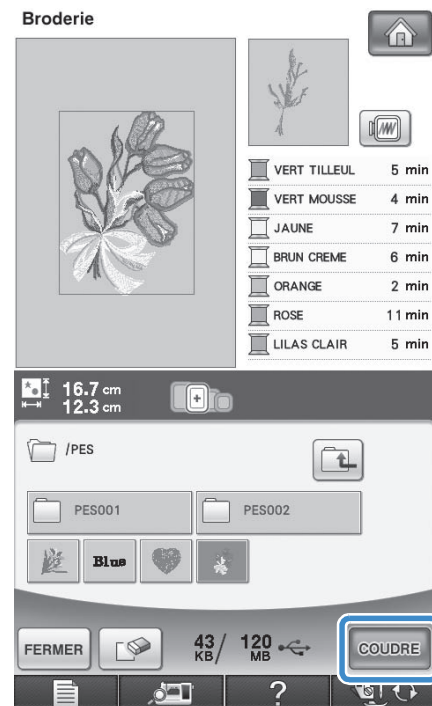 Broderie
VERT TILLEUL 5 min
VERT MOUSSE 4 min
JAUNE 7 min
BRUN CREME 6 min
ORANGE 2 min
ROSE 11 min
LILAS CLAIR 5 min
16.7 cm
12.3 cm
/PES
PES001 PES002
Blue
FERMER 43 KB/ 120 MB COUDRE
?